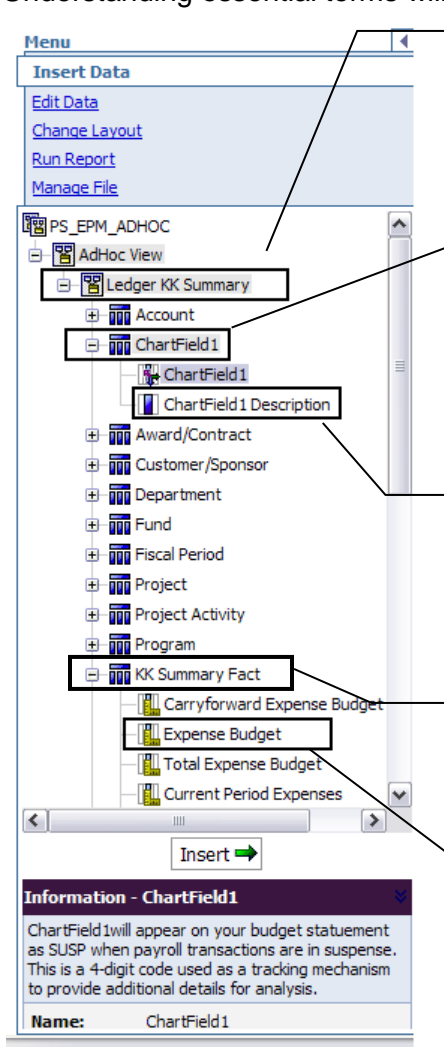 Understanding essential terms wi
Menu
Insert Data
Edit Data
Change Layout
Run Report
Manage File
PS_EPM_ADHOC
AdHoc View
Ledger KK Summary
Account
ChartField1
ChartField1
ChartField1 Description
Award/Contract
Customer/Sponsor
Department
Fund
Fiscal Period
Project
Project Activity
Program
KK Summary Fact
Carryforward Expense Budget
Expense Budget
Total Expense Budget
Current Period Expenses
Insert
Information - ChartField1
ChartField1will appear on your budget statuement
as SUSP when payroll transactions are in suspense.
This is a 4-digit code used as a tracking mechanism
to provide additional details for analysis.
Name: ChartField1